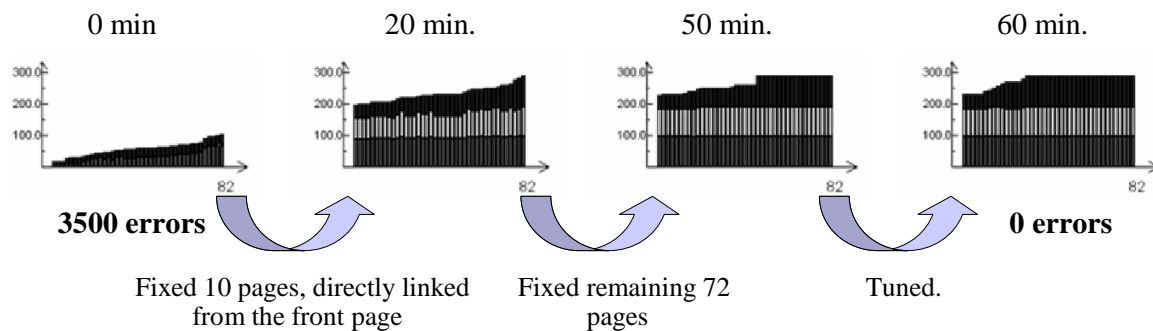 0 min
20 min.
50 min.
60 min.
300.0
200.0
100.0
82
300.0
200.0
100.0
82
300.0
200.0
100.0
82
300.0
200.0
100.0
82
3500 errors
0 errors
Fixed 10 pages, directly linked
from the front page
Fixed remaining 72
pages
Tuned.